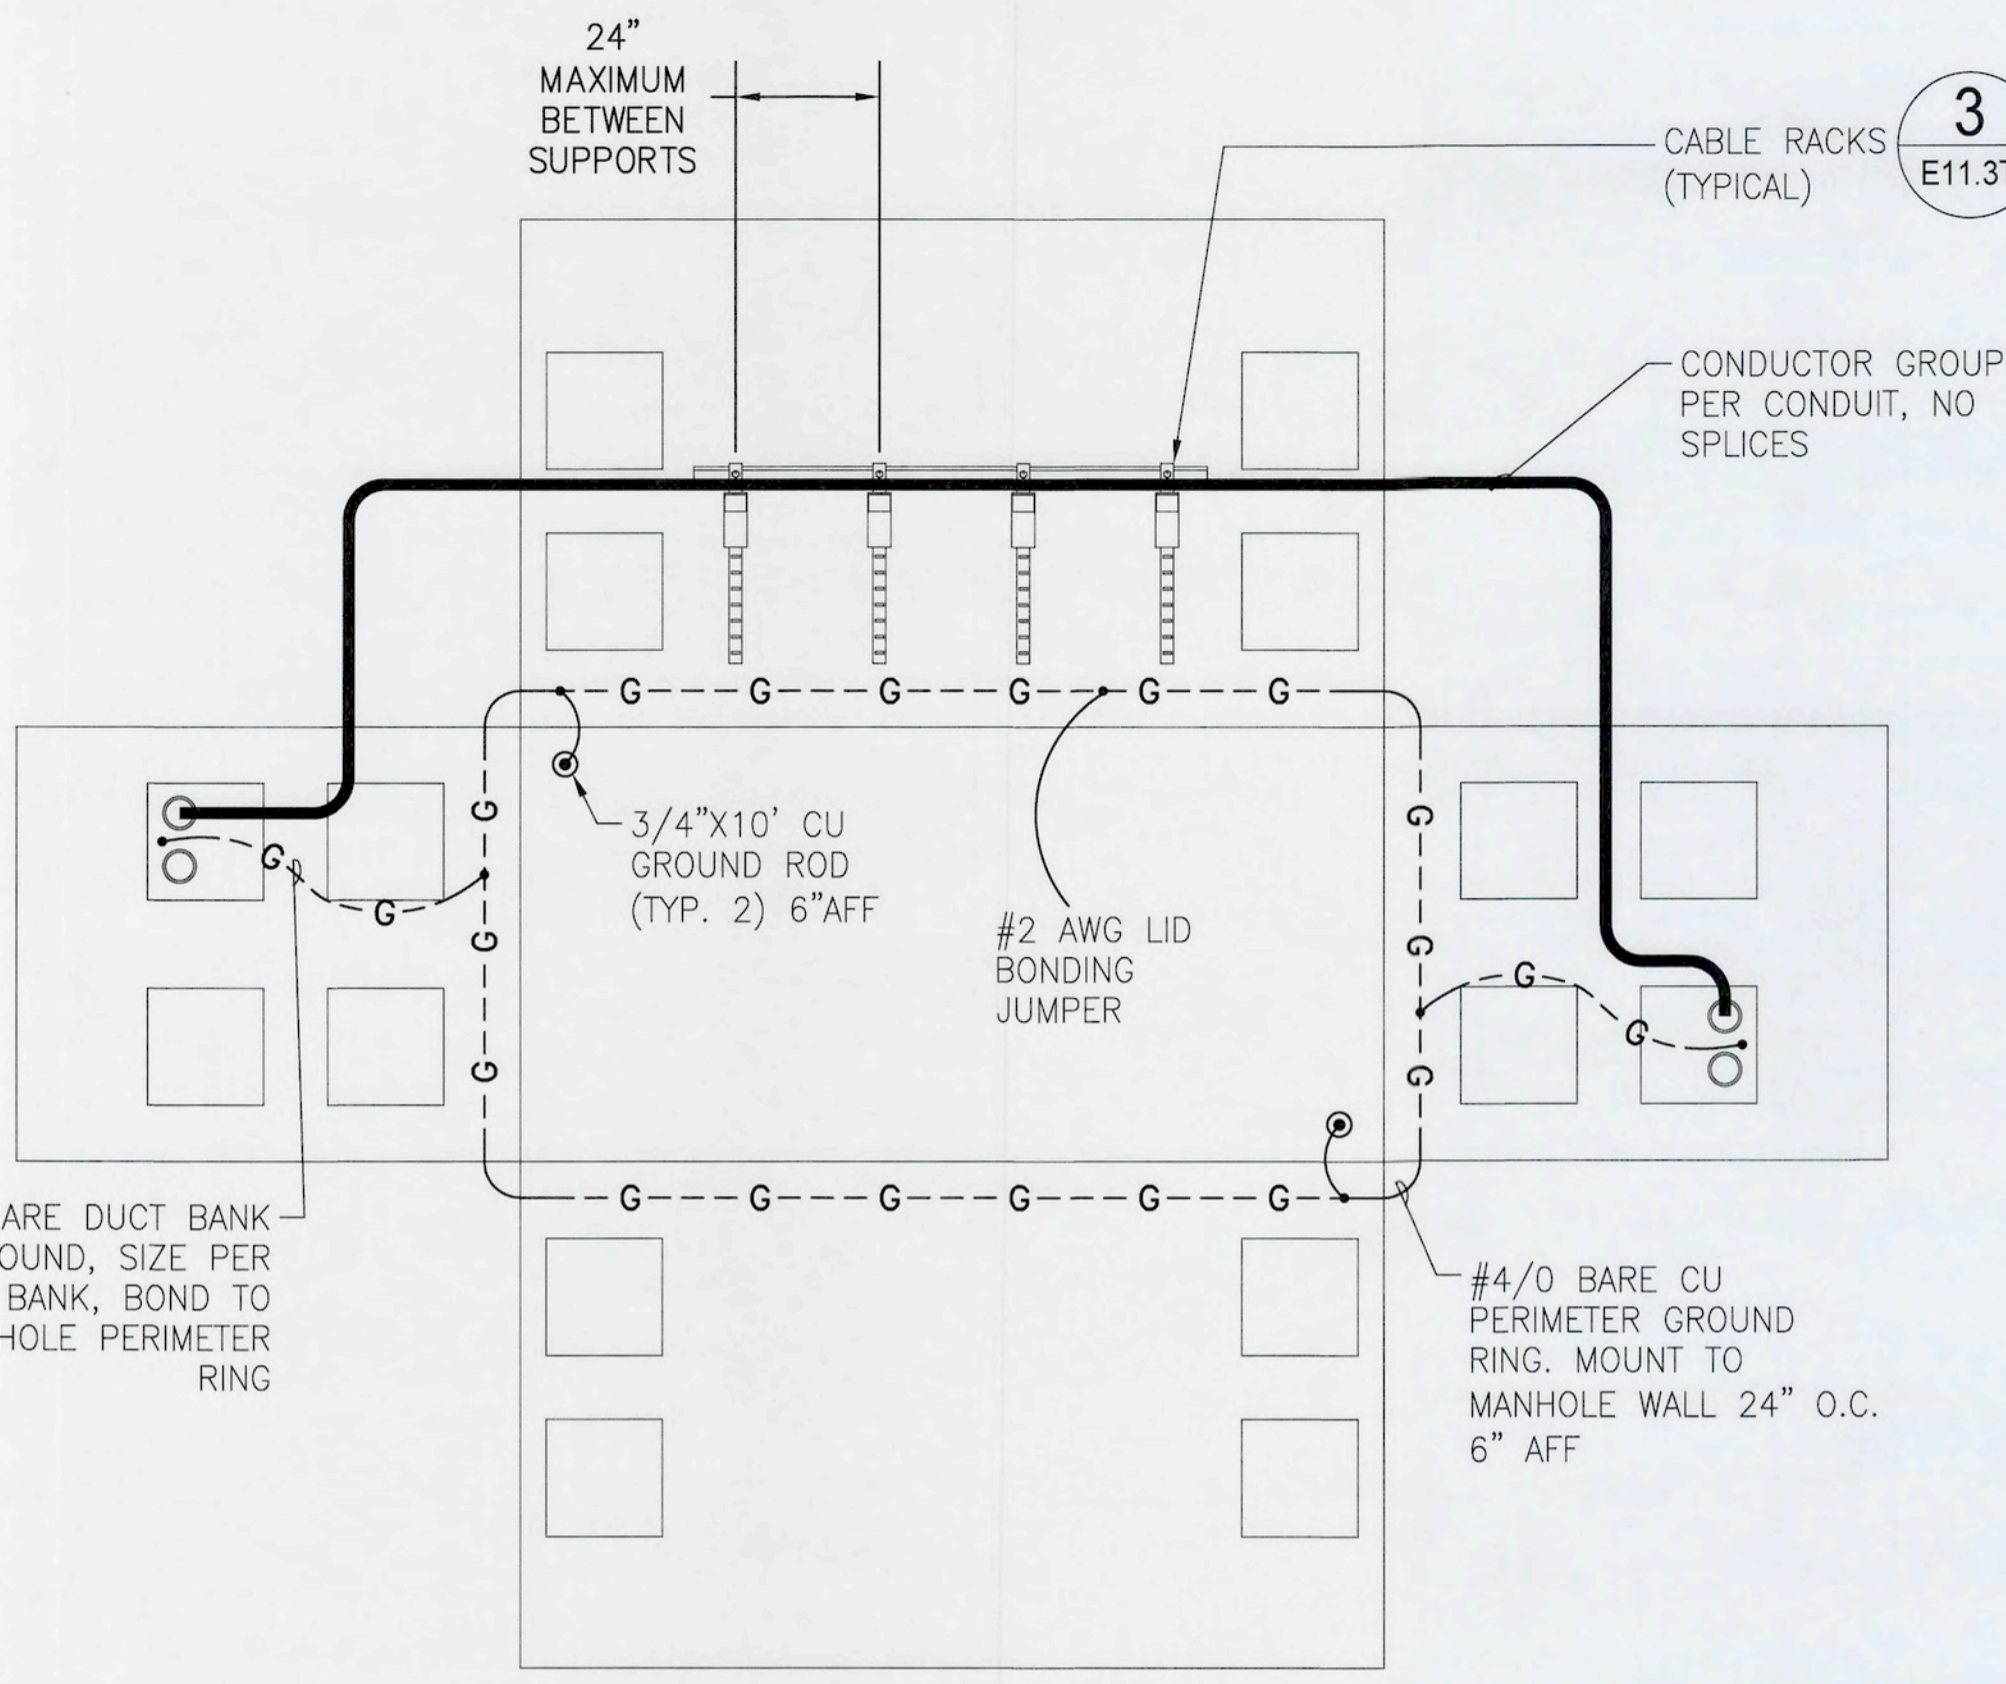 24"
MAXIMUM
BETWEEN
SUPPORTS
CABLE RACKS
(TYPICAL)
3
E11.3
CONDUCTOR GROUP
PER CONDUIT, NO
SPLICES
G G G G G G
G
G
G
G
G
3/4"X10' CU
GROUND ROD
(TYP. 2) 6"AFF
#2 AWG LID
BONDING
JUMPER
G
G
G
G
G
G G G G G G
ARE DUCT BANK
OUND, SIZE PER
BANK, BOND TO
HOLE PERIMETER
RING
#4/0 BARE CU
PERIMETER GROUND
RING. MOUNT TO
MANHOLE WALL 24" O.C.
6" AFF